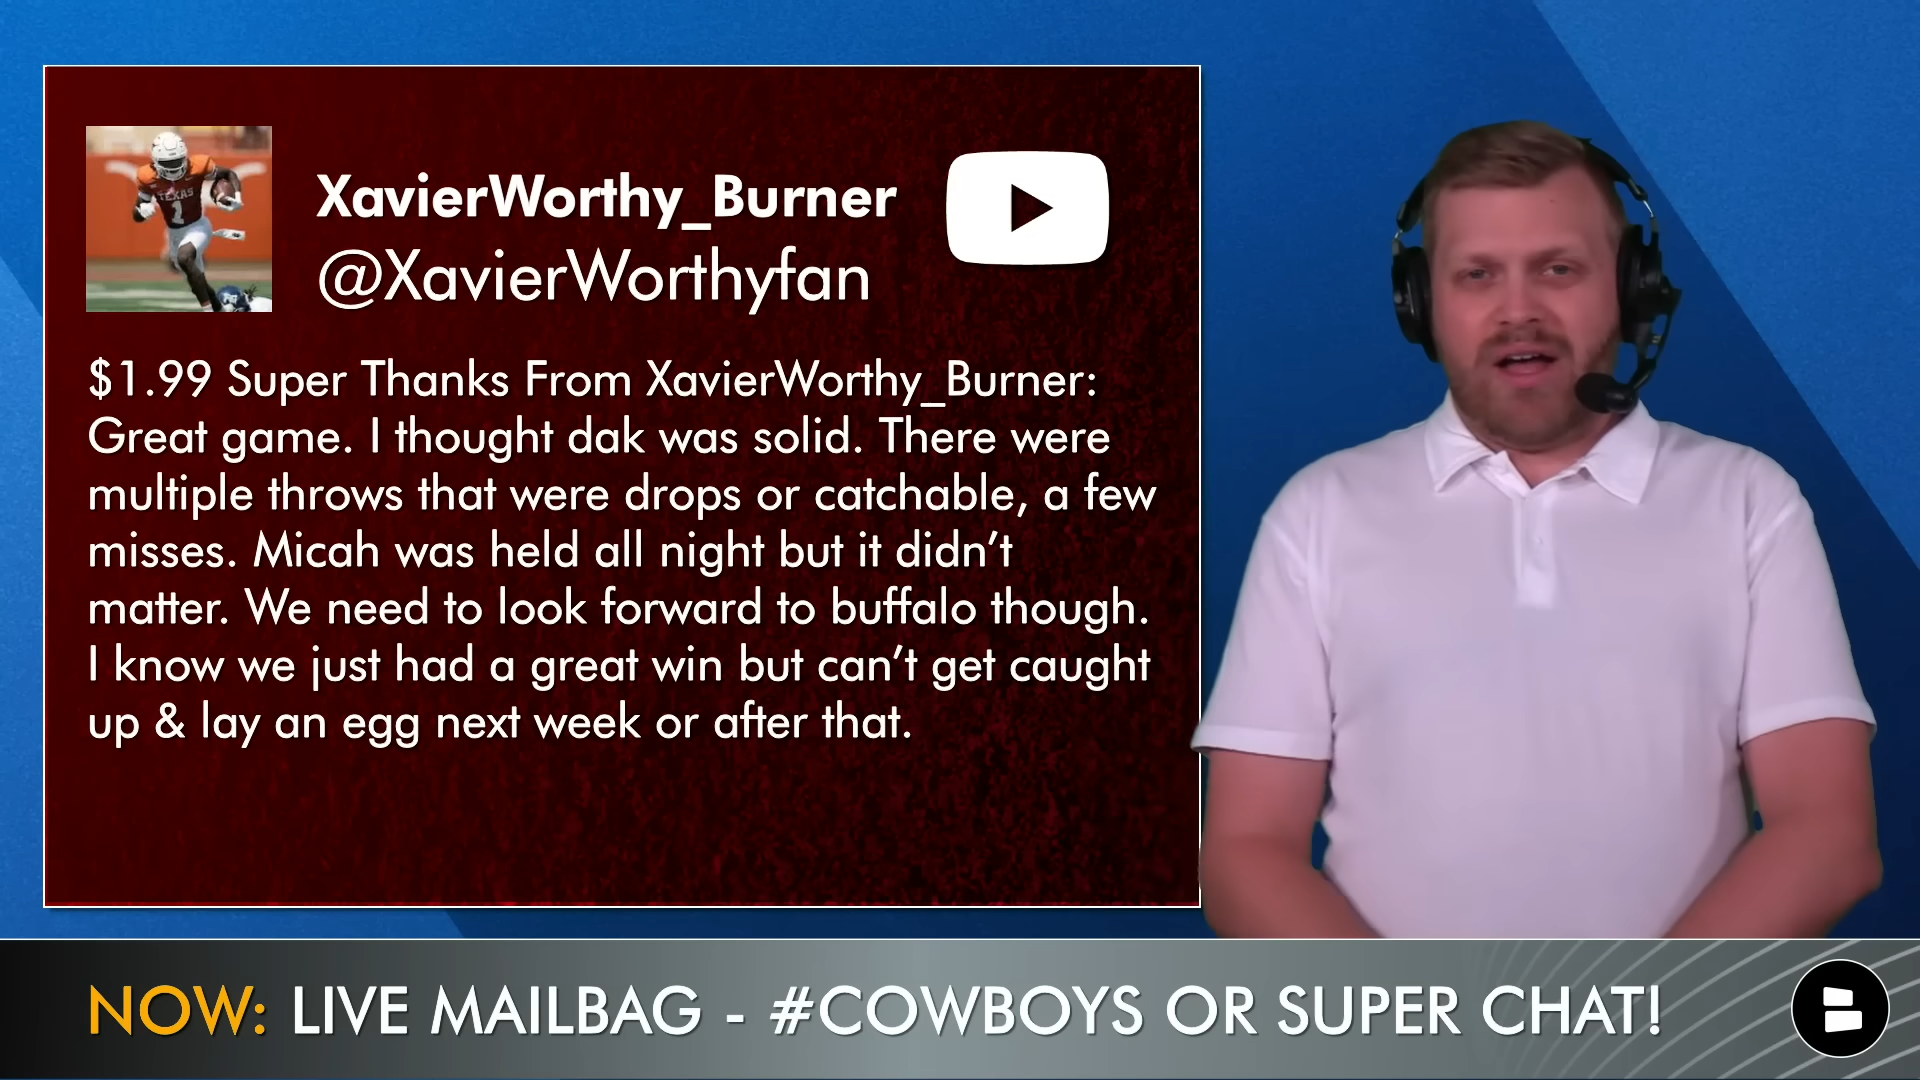 XavierWorthy_Burner
@XavierWorthyfan
$1.99 Super Thanks From XavierWorthy_Burner:
Great game. I thought dak was solid. There were
multiple throws that were drops or catchable, a few
misses. Micah was held all night but it didn’t
matter. We need to look forward to buffalo though.
I know we just had a great win but can’t get caught
up & lay an egg next week or after that.
NOW: LIVE MAILBAG - #COWBOYS OR SUPER CHAT!
TEXAS
1